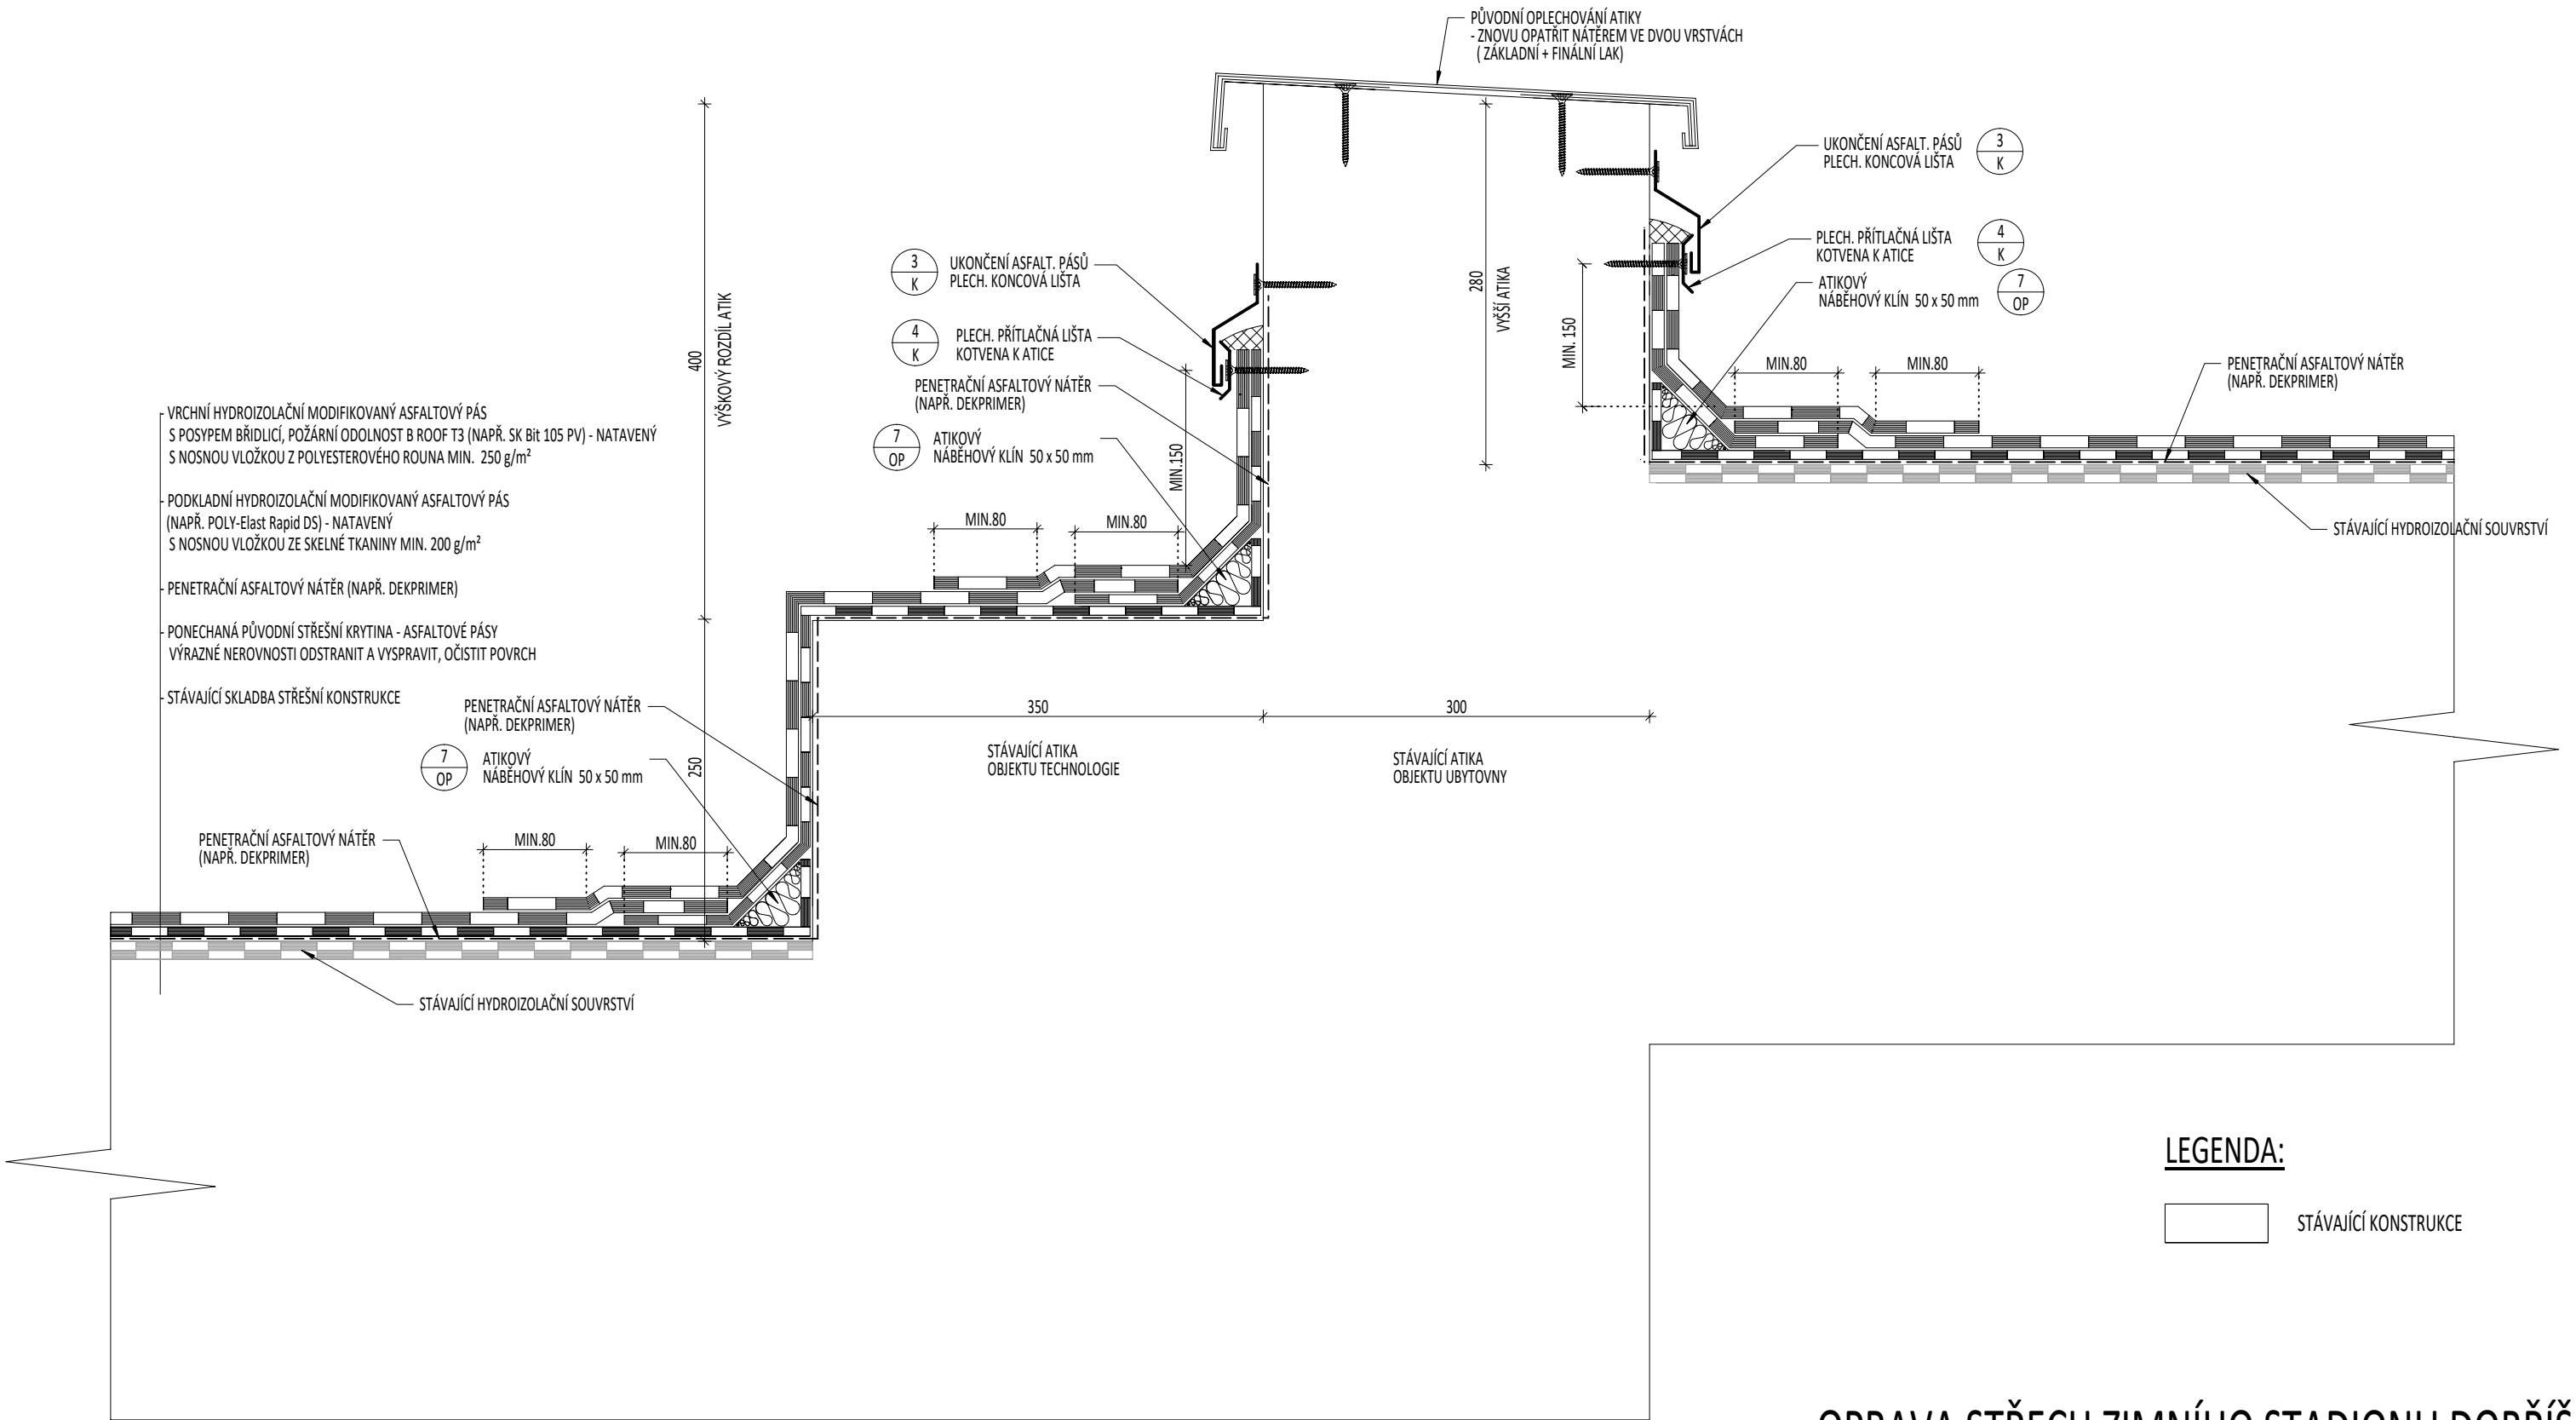 PŮVODNÍ OPLECHOVÁNÍ ATIKY
- ZNOVU OPATŘIT NÁTĚREM VE DVOU VRSTVÁCH
( ZÁKLADNÍ + FINÁLNÍ LAK)
UKONČENÍ ASFALT. PÁSŮ
PLECH. KONCOVÁ LIŠTA
3
K
PLECH. PŘÍTLAČNÁ LIŠTA
KOTVENA K ATICE
4
K
ATIKOVÝ
NÁBĚHOVÝ KLÍN 50 x 50 mm
7
OP
280
VYŠŠÍ ATIKA
MIN. 150
MIN.80
MIN.80
PENETRAČNÍ ASFALTOVÝ NÁTĚR
(NAPŘ. DEKPRIMER)
STÁVAJÍCÍ HYDROIZOLAČNÍ SOUVRSTVÍ
3
K
UKONČENÍ ASFALT. PÁSŮ
PLECH. KONCOVÁ LIŠTA
4
K
PLECH. PŘÍTLAČNÁ LIŠTA
KOTVENA K ATICE
PENETRAČNÍ ASFALTOVÝ NÁTĚR
(NAPŘ. DEKPRIMER)
7
OP
ATIKOVÝ
NÁBĚHOVÝ KLÍN 50 x 50 mm
MIN.150
MIN.80
MIN.80
400
VÝŠKOVÝ ROZDÍL ATIK
- VRCHNÍ HYDROIZOLAČNÍ MODIFIKOVANÝ ASFALTOVÝ PÁS
S POSYPEM BŘIDLICÍ, POŽÁRNÍ ODOLNOST B ROOF T3 (NAPŘ. SK Bit 105 PV) - NATAVENÝ
S NOSNOU VLOŽKOU Z POLYESTEROVÉHO ROUNA MIN. 250 g/m²
- PODKLADNÍ HYDROIZOLAČNÍ MODIFIKOVANÝ ASFALTOVÝ PÁS
(NAPŘ. POLY-Elast Rapid DS) - NATAVENÝ
S NOSNOU VLOŽKOU ZE SKELNÉ TKANINY MIN. 200 g/m²
- PENETRAČNÍ ASFALTOVÝ NÁTĚR (NAPŘ. DEKPRIMER)
- PONECHANÁ PŮVODNÍ STŘEŠNÍ KRYTINA - ASFALTOVÉ PÁSY
VÝRAZNÉ NEROVNOSTI ODSTRANIT A VYSPRAVIT, OČISTIT POVRCH
- STÁVAJÍCÍ SKLADBA STŘEŠNÍ KONSTRUKCE
PENETRAČNÍ ASFALTOVÝ NÁTĚR
(NAPŘ. DEKPRIMER)
7
OP
ATIKOVÝ
NÁBĚHOVÝ KLÍN 50 x 50 mm
250
350
300
STÁVAJÍCÍ ATIKA
OBJEKTU TECHNOLOGIE
STÁVAJÍCÍ ATIKA
OBJEKTU UBYTOVNY
PENETRAČNÍ ASFALTOVÝ NÁTĚR
(NAPŘ. DEKPRIMER)
MIN.80
MIN.80
STÁVAJÍCÍ HYDROIZOLAČNÍ SOUVRSTVÍ
LEGENDA:
STÁVAJÍCÍ KONSTRUKCE
OPRAVA STŘECH ZIMNÍHO STADIONU DOBŘÍŠ